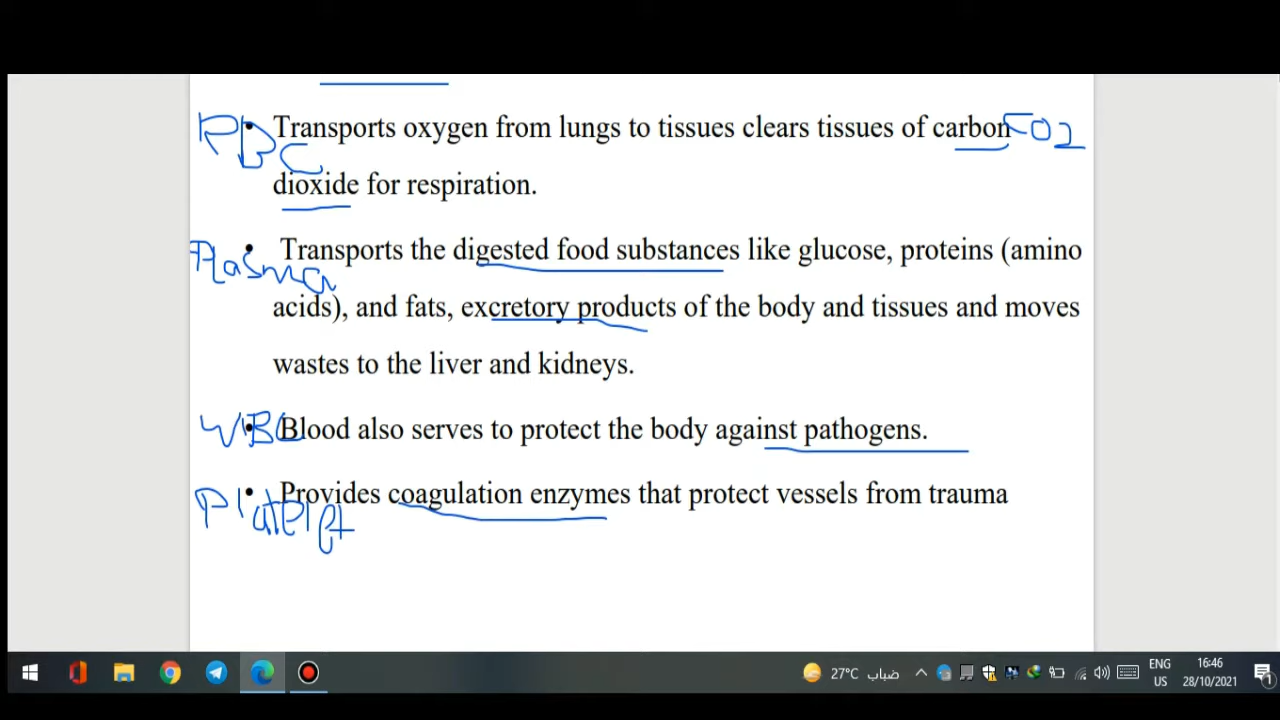 RBC • Transports oxygen from lungs to tissues clears tissues of carbon CO2
dioxide for respiration.
Plasma • Transports the digested food substances like glucose, proteins (amino
acids), and fats, excretory products of the body and tissues and moves
wastes to the liver and kidneys.
WBC • Blood also serves to protect the body against pathogens.
Platelet • Provides coagulation enzymes that protect vessels from trauma
27°C ضباب ENG 16:46
US 28/10/2021 1